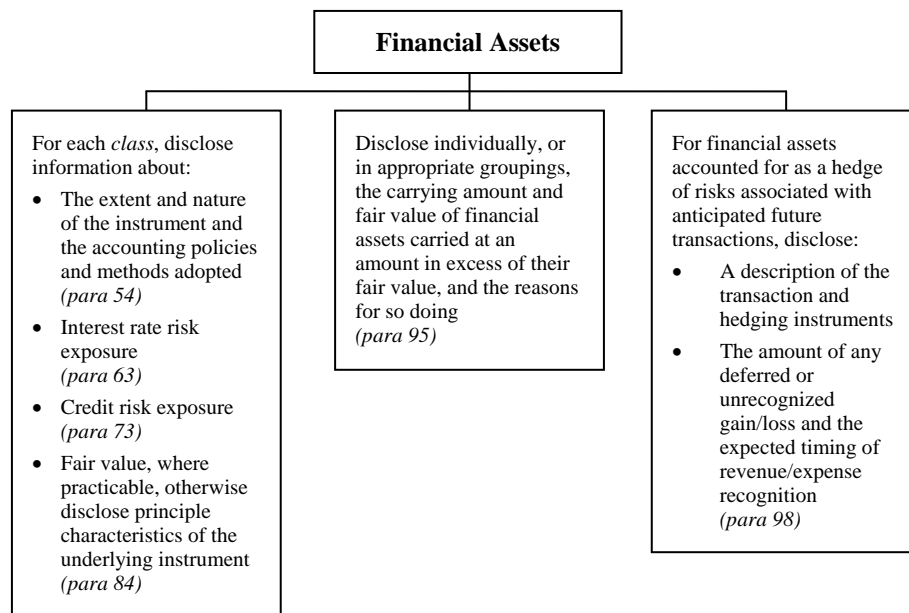 Financial Assets
For each class, disclose
information about:
• The extent and nature
of the instrument and
the accounting policies
and methods adopted
(para 54)
• Interest rate risk
exposure
(para 63)
• Credit risk exposure
(para 73)
• Fair value, where
practicable, otherwise
disclose principle
characteristics of the
underlying instrument
(para 84)
Disclose individually, or
in appropriate groupings,
the carrying amount and
fair value of financial
assets carried at an
amount in excess of their
fair value, and the reasons
for so doing
(para 95)
For financial assets
accounted for as a hedge
of risks associated with
anticipated future
transactions, disclose:
• A description of the
transaction and
hedging instruments
• The amount of any
deferred or
unrecognized
gain/loss and the
expected timing of
revenue/expense
recognition
(para 98)